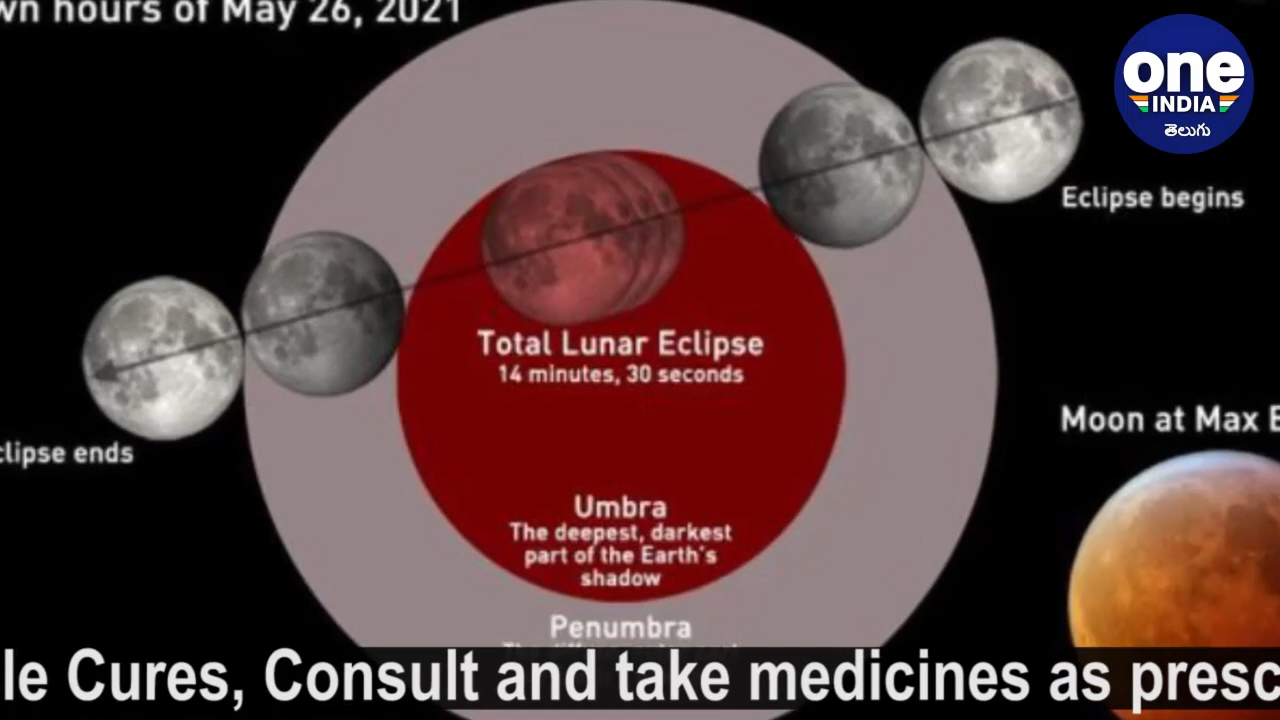 wn hours of May 26, 2021
one
INDIA
తెలుగు
Eclipse begins
Total Lunar Eclipse
14 minutes, 30 seconds
Moon at Max E
clipse ends
Umbra
The deepest, darkest
part of the Earth's
shadow
Penumbra
le Cures, Consult and take medicines as presc